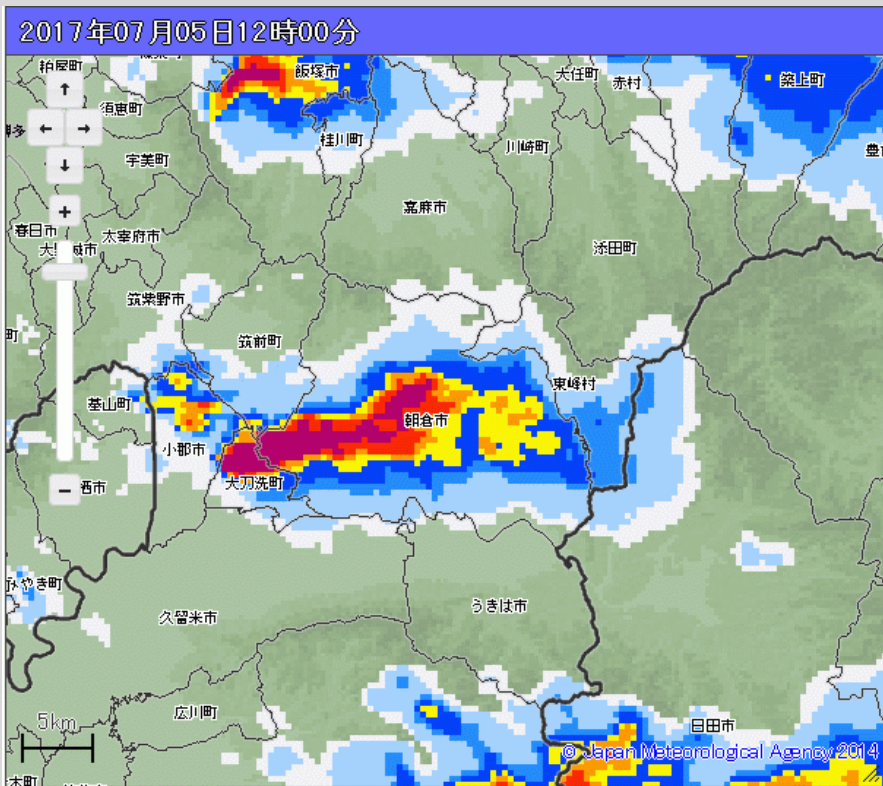 2017年07月05日12時00分
粕屋町
飯塚市
大任町
赤村
築上町
須恵町
桂川町
川崎町
宇美町
嘉麻市
春日市
太宰府市
添田町
筑紫野市
筑前町
東峰村
基山町
朝倉市
小郡市
大刀洗町
みやき町
うきは市
久留米市
広川町
日田市
5km
© Japan Meteorological Agency 2014